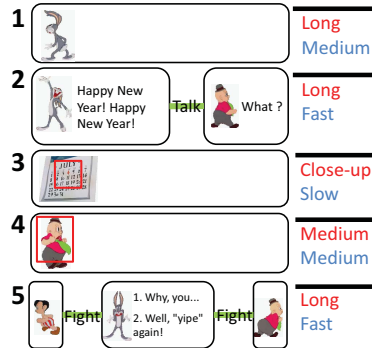 1
Long
Medium
2
Happy New
Year! Happy
New Year!
Talk
What ?
Long
Fast
3
JULY
Close-up
Slow
4
Medium
Medium
5
Fight
1. Why, you...
2. Well, "yipe"
again!
Fight
Long
Fast